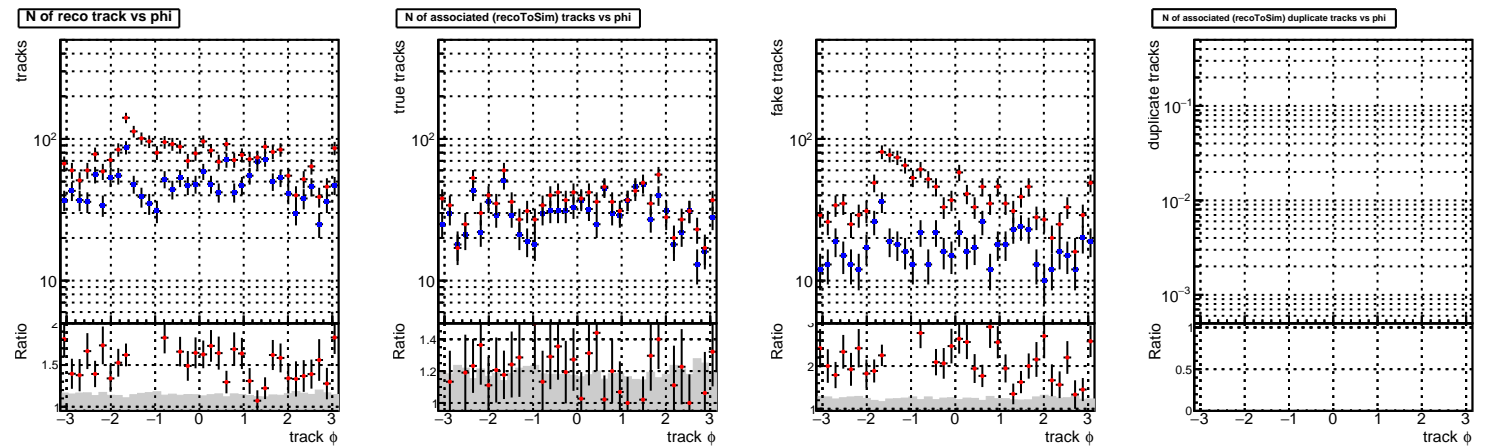 N of reco track vs phi
tracks
10²
10
Ratio
2
1.5
1
−3 −2 −1 0 1 2 3
track ϕ
N of associated (recoToSim) tracks vs phi
true tracks
10²
10
Ratio
1.4
1.2
1
−3 −2 −1 0 1 2 3
track ϕ
fake tracks
10²
10
Ratio
3
2
1
−3 −2 −1 0 1 2 3
track ϕ
N of associated (recoToSim) duplicate tracks vs phi
duplicate tracks
10⁻¹
10⁻²
10⁻³
Ratio
1
0.5
0
−3 −2 −1 0 1 2 3
track ϕ